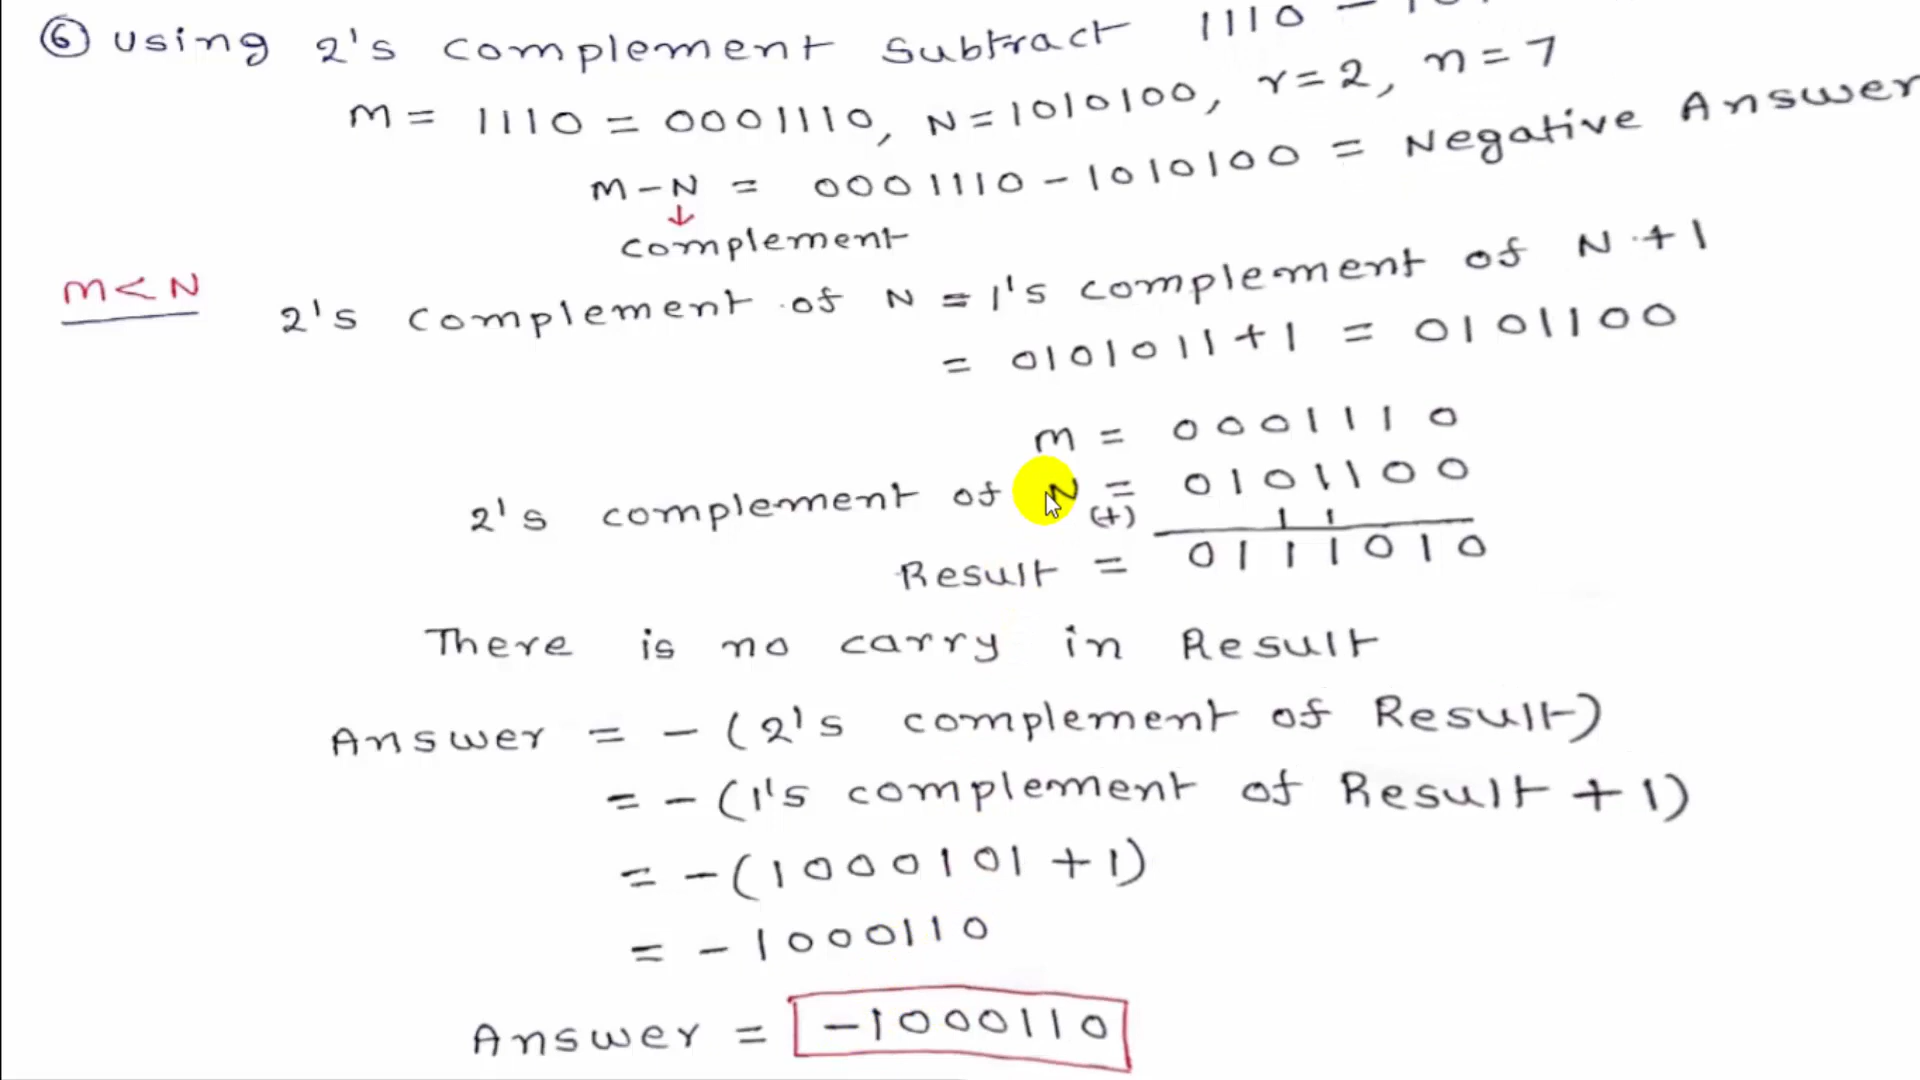 ⑥ Using 2's complement Subtract 1110 - 10
M = 1110 = 0001110, N=1010100, r=2, n=7
M-N = 0001110-1010100 = Negative Answer
↓
complement
M<N
2's complement of N = 1's complement of N+1
= 0101011+1 = 0101100
M = 0001110
2's complement of N = 0101100
(+) 1 1
Result = 0111010
There is no carry in Result
Answer = -(2's complement of Result)
= -(1's complement of Result + 1)
= -(1000101+1)
= -1000110
Answer = -1000110